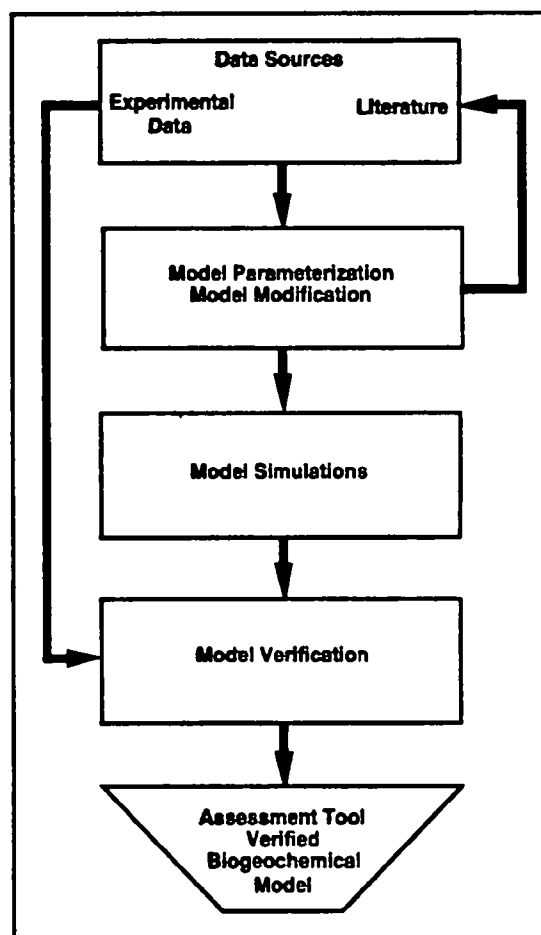 Data Sources
Experimental
Data
Literature
Model Parameterization
Model Modification
Model Simulations
Model Verification
Assessment Tool
Verified
Biogeochemical
Model